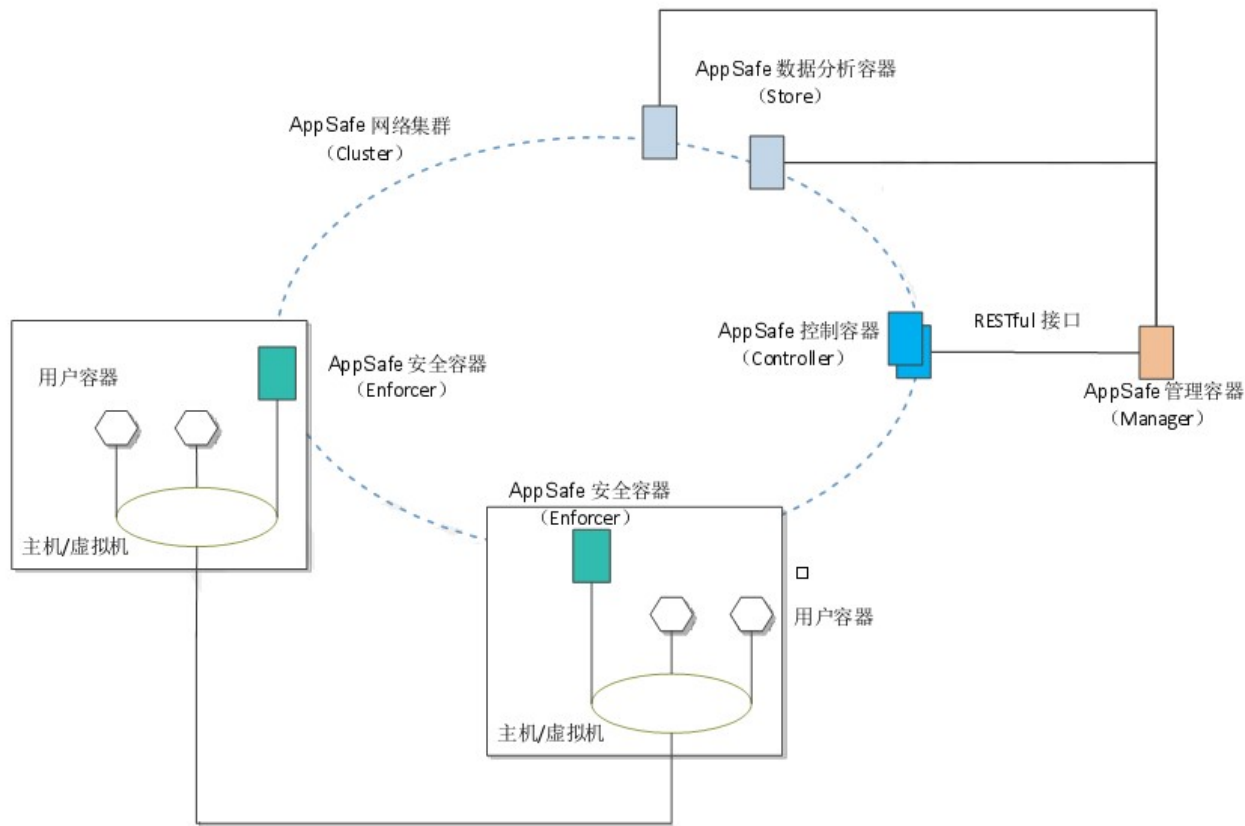 AppSafe 数据分析容器
（Store）
AppSafe 网络集群
（Cluster）
AppSafe 控制容器
（Controller）
RESTful 接口
AppSafe 管理容器
（Manager）
用户容器
AppSafe 安全容器
（Enforcer）
主机/虚拟机
AppSafe 安全容器
（Enforcer）
用户容器
主机/虚拟机